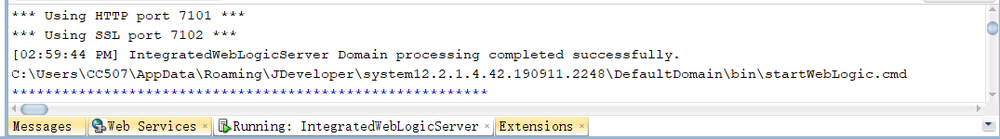 *** Using HTTP port 7101 ***
*** Using SSL port 7102 ***
[02:59:44 PM] IntegratedWebLogicServer Domain processing completed successfully.
C:\Users\CC507\AppData\Roaming\JDeveloper\system12.2.1.4.42.190911.2248\DefaultDomain\bin\startWebLogic.cmd
*********************************************************
Messages Web Services × Running: IntegratedWebLogicServer × Extensions ×